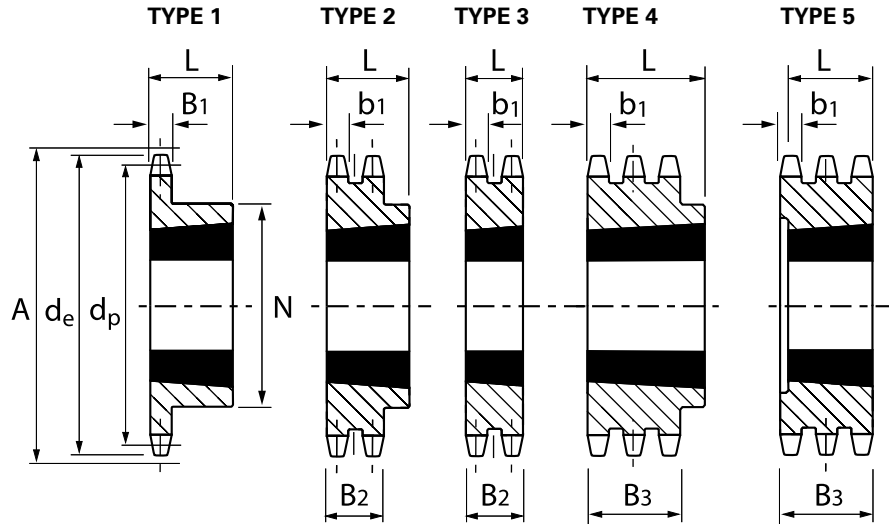 TYPE 1 TYPE 2 TYPE 3 TYPE 4 TYPE 5
L L L L L
B1 b1 b1 b1 b1
A de dp N
B2 B2 B3 B3